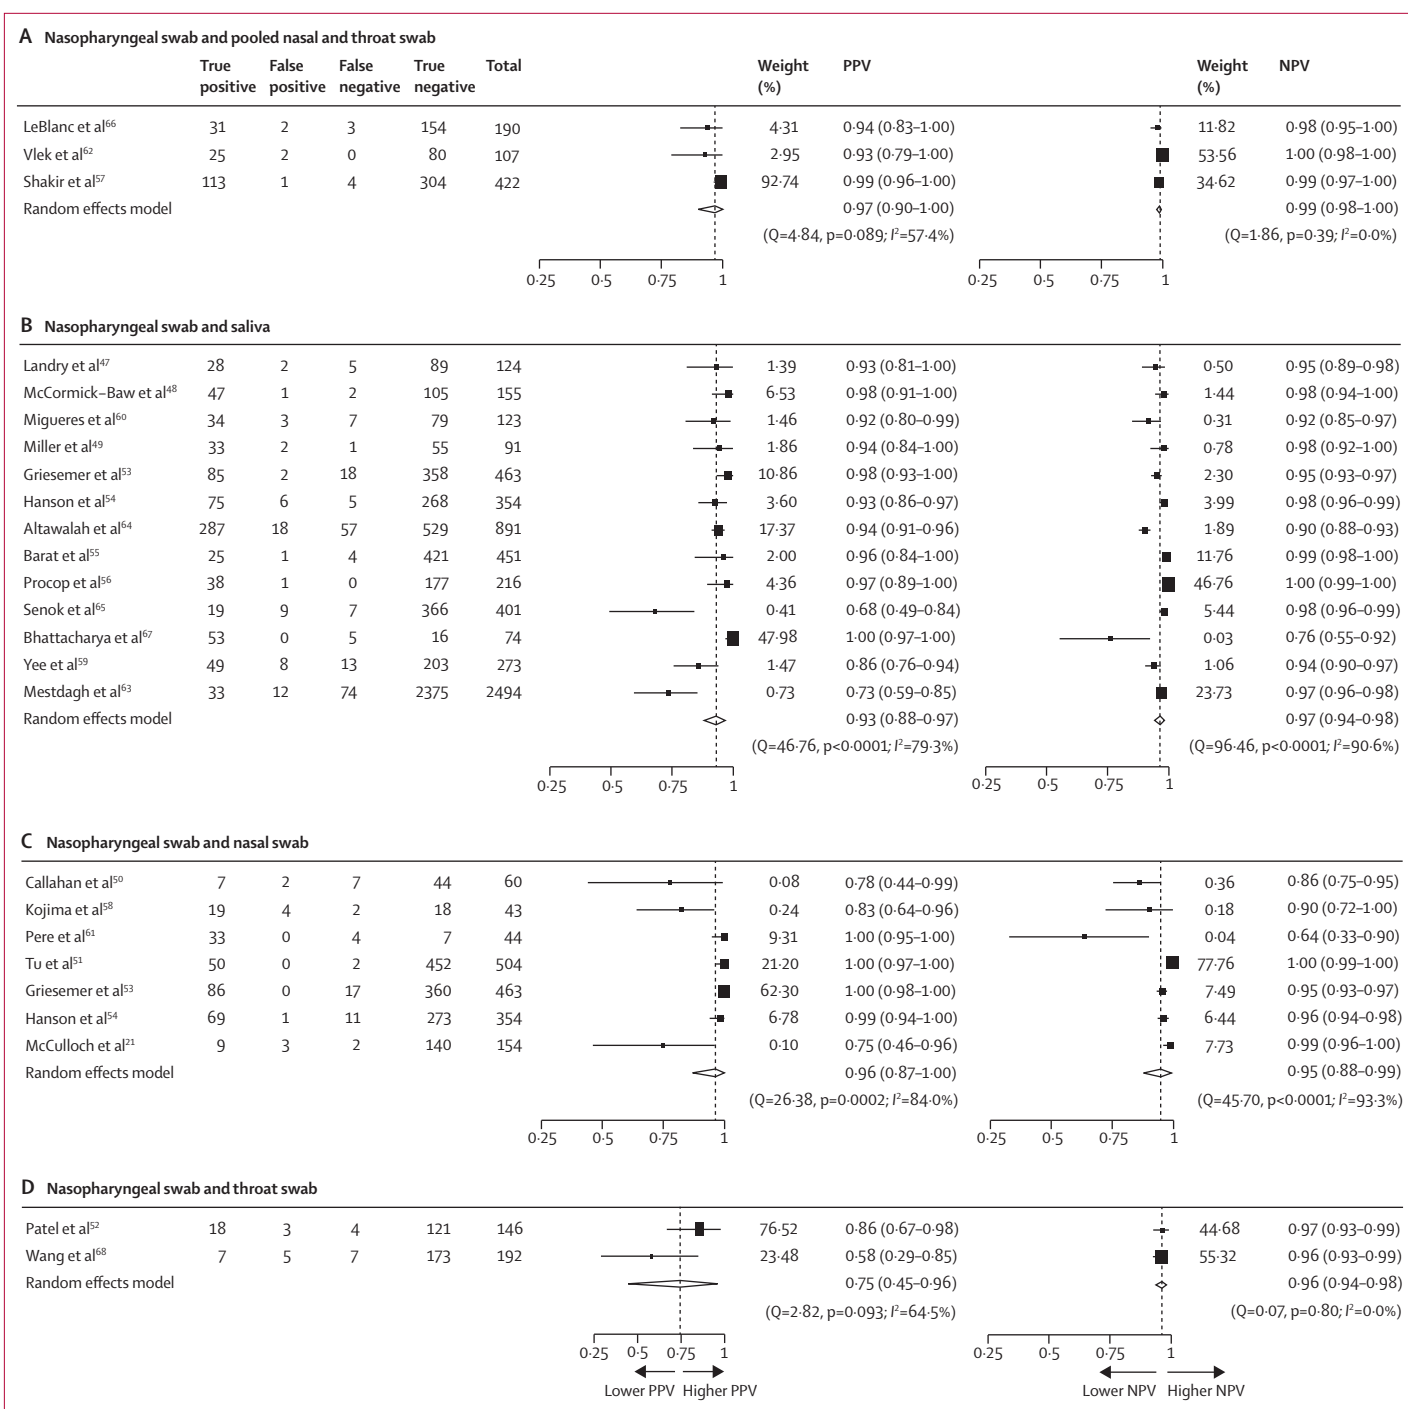 A Nasopharyngeal swab and pooled nasal and throat swab
True positive False positive False negative True negative Total Weight (%) PPV Weight (%) NPV
LeBlanc et al66 31 2 3 154 190 4·31 0·94 (0·83–1·00) 11·82 0·98 (0·95–1·00)
Vlek et al62 25 2 0 80 107 2·95 0·93 (0·79–1·00) 53·56 1·00 (0·98–1·00)
Shakir et al57 113 1 4 304 422 92·74 0·99 (0·96–1·00) 34·62 0·99 (0·97–1·00)
Random effects model 0·97 (0·90–1·00) 0·99 (0·98–1·00)
(Q=4·84, p=0·089; I2=57·4%) (Q=1·86, p=0·39; I2=0·0%)
0·25 0·5 0·75 1 0·25 0·5 0·75 1
B Nasopharyngeal swab and saliva
Landry et al47 28 2 5 89 124 1·39 0·93 (0·81–1·00) 0·50 0·95 (0·89–0·98)
McCormick–Baw et al48 47 1 2 105 155 6·53 0·98 (0·91–1·00) 1·44 0·98 (0·94–1·00)
Migueres et al60 34 3 7 79 123 1·46 0·92 (0·80–0·99) 0·31 0·92 (0·85–0·97)
Miller et al49 33 2 1 55 91 1·86 0·94 (0·84–1·00) 0·78 0·98 (0·92–1·00)
Griesemer et al53 85 2 18 358 463 10·86 0·98 (0·93–1·00) 2·30 0·95 (0·93–0·97)
Hanson et al54 75 6 5 268 354 3·60 0·93 (0·86–0·97) 3·99 0·98 (0·96–0·99)
Altawalah et al64 287 18 57 529 891 17·37 0·94 (0·91–0·96) 1·89 0·90 (0·88–0·93)
Barat et al55 25 1 4 421 451 2·00 0·96 (0·84–1·00) 11·76 0·99 (0·98–1·00)
Procop et al56 38 1 0 177 216 4·36 0·97 (0·89–1·00) 46·76 1·00 (0·99–1·00)
Senok et al65 19 9 7 366 401 0·41 0·68 (0·49–0·84) 5·44 0·98 (0·96–0·99)
Bhattacharya et al67 53 0 5 16 74 47·98 1·00 (0·97–1·00) 0·03 0·76 (0·55–0·92)
Yee et al59 49 8 13 203 273 1·47 0·86 (0·76–0·94) 1·06 0·94 (0·90–0·97)
Mestdagh et al63 33 12 74 2375 2494 0·73 0·73 (0·59–0·85) 23·73 0·97 (0·96–0·98)
Random effects model 0·93 (0·88–0·97) 0·97 (0·94–0·98)
(Q=46·76, p<0·0001; I2=79·3%) (Q=96·46, p<0·0001; I2=90·6%)
0·25 0·5 0·75 1 0·25 0·5 0·75 1
C Nasopharyngeal swab and nasal swab
Callahan et al50 7 2 7 44 60 0·08 0·78 (0·44–0·99) 0·36 0·86 (0·75–0·95)
Kojima et al58 19 4 2 18 43 0·24 0·83 (0·64–0·96) 0·18 0·90 (0·72–1·00)
Pere et al61 33 0 4 7 44 9·31 1·00 (0·95–1·00) 0·04 0·64 (0·33–0·90)
Tu et al51 50 0 2 452 504 21·20 1·00 (0·97–1·00) 77·76 1·00 (0·99–1·00)
Griesemer et al53 86 0 17 360 463 62·30 1·00 (0·98–1·00) 7·49 0·95 (0·93–0·97)
Hanson et al54 69 1 11 273 354 6·78 0·99 (0·94–1·00) 6·44 0·96 (0·94–0·98)
McCulloch et al21 9 3 2 140 154 0·10 0·75 (0·46–0·96) 7·73 0·99 (0·96–1·00)
Random effects model 0·96 (0·87–1·00) 0·95 (0·88–0·99)
(Q=26·38, p=0·0002; I2=84·0%) (Q=45·70, p<0·0001; I2=93·3%)
0·25 0·5 0·75 1 0·25 0·5 0·75 1
D Nasopharyngeal swab and throat swab
Patel et al52 18 3 4 121 146 76·52 0·86 (0·67–0·98) 44·68 0·97 (0·93–0·99)
Wang et al68 7 5 7 173 192 23·48 0·58 (0·29–0·85) 55·32 0·96 (0·93–0·99)
Random effects model 0·75 (0·45–0·96) 0·96 (0·94–0·98)
(Q=2·82, p=0·093; I2=64·5%) (Q=0·07, p=0·80; I2=0·0%)
0·25 0·5 0·75 1 0·25 0·5 0·75 1
Lower PPV Higher PPV Lower NPV Higher NPV